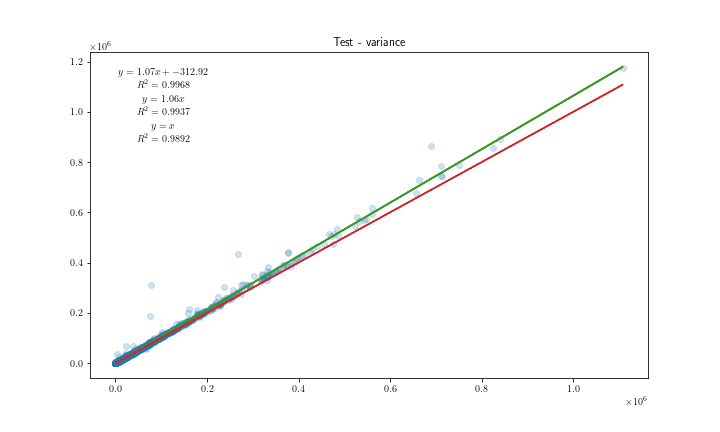 Test - variance
×10⁶
y = 1.07x + −312.92
R² = 0.9968
y = 1.06x
R² = 0.9937
y = x
R² = 0.9892
1.2
1.0
0.8
0.6
0.4
0.2
0.0
0.0 0.2 0.4 0.6 0.8 1.0
×10⁶